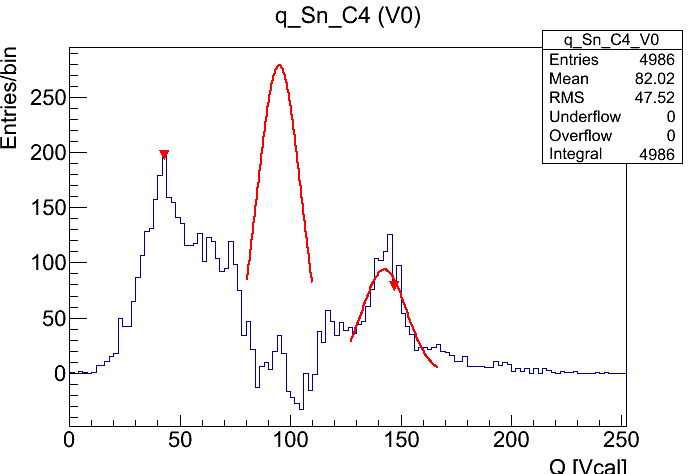 q_Sn_C4 (V0)
q_Sn_C4_V0
Entries 4986
Mean 82.02
RMS 47.52
Underflow 0
Overflow 0
Integral 4986
Entries/bin
250
200
150
100
50
0
0 50 100 150 200 250
Q [Vcal]